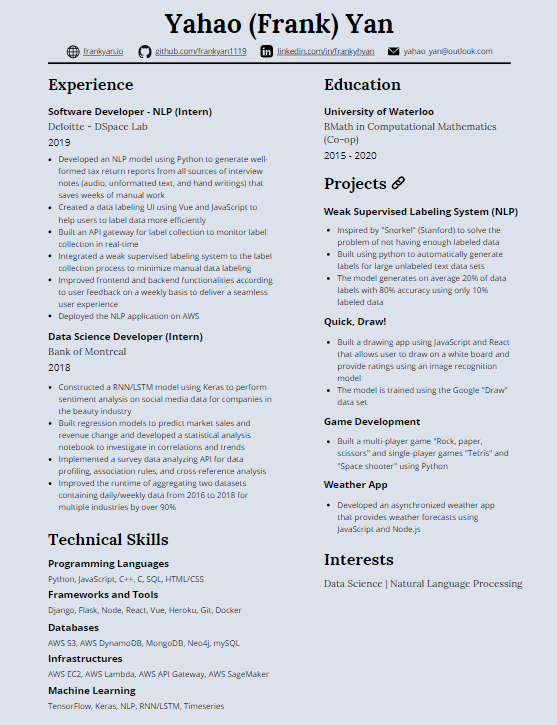 Yahao (Frank) Yan
frankyan.io github.com/frankyan1119 linkedin.com/in/frankyhyan yahao_yan@outlook.com
Experience
Software Developer - NLP (Intern)
Deloitte - DSpace Lab
2019
• Developed an NLP model using Python to generate well-
formed tax return reports from all sources of interview
notes (audio, unformatted text, and hand writings) that
saves weeks of manual work
• Created a data labeling UI using Vue and JavaScript to
help users to label data more efficiently
• Built an API gateway for label collection to monitor label
collection in real-time
• Integrated a weak supervised labeling system to the label
collection process to minimize manual data labeling
• Improved frontend and backend functionalities according
to user feedback on a weekly basis to deliver a seamless
user experience
• Deployed the NLP application on AWS
Data Science Developer (Intern)
Bank of Montreal
2018
• Constructed a RNN/LSTM model using Keras to perform
sentiment analysis on social media data for companies in
the beauty industry
• Built regression models to predict market sales and
revenue change and developed a statistical analysis
notebook to investigate in correlations and trends
• Implemented a survey data analyzing API for data
profiling, association rules, and cross-reference analysis
• Improved the runtime of aggregating two datasets
containing daily/weekly data from 2016 to 2018 for
multiple industries by over 90%
Technical Skills
Programming Languages
Python, JavaScript, C++, C, SQL, HTML/CSS
Frameworks and Tools
Django, Flask, Node, React, Vue, Heroku, Git, Docker
Databases
AWS S3, AWS DynamoDB, MongoDB, Neo4j, mySQL
Infrastructures
AWS EC2, AWS Lambda, AWS API Gateway, AWS SageMaker
Machine Learning
TensorFlow, Keras, NLP, RNN/LSTM, Timeseries
Education
University of Waterloo
BMath in Computational Mathematics
(Co-op)
2015 - 2020
Projects
Weak Supervised Labeling System (NLP)
• Inspired by "Snorkel" (Stanford) to solve the
problem of not having enough labeled data
• Built using python to automatically generate
labels for large unlabeled text data sets
• The model generates on average 20% of data
labels with 80% accuracy using only 10%
labeled data
Quick, Draw!
• Built a drawing app using JavaScript and React
that allows user to draw on a white board and
provide ratings using an image recognition
model
• The model is trained using the Google "Draw"
data set
Game Development
• Built a multi-player game "Rock, paper,
scissors" and single-player games "Tetris" and
"Space shooter" using Python
Weather App
• Developed an asynchronized weather app
that provides weather forecasts using
JavaScript and Node.js
Interests
Data Science | Natural Language Processing